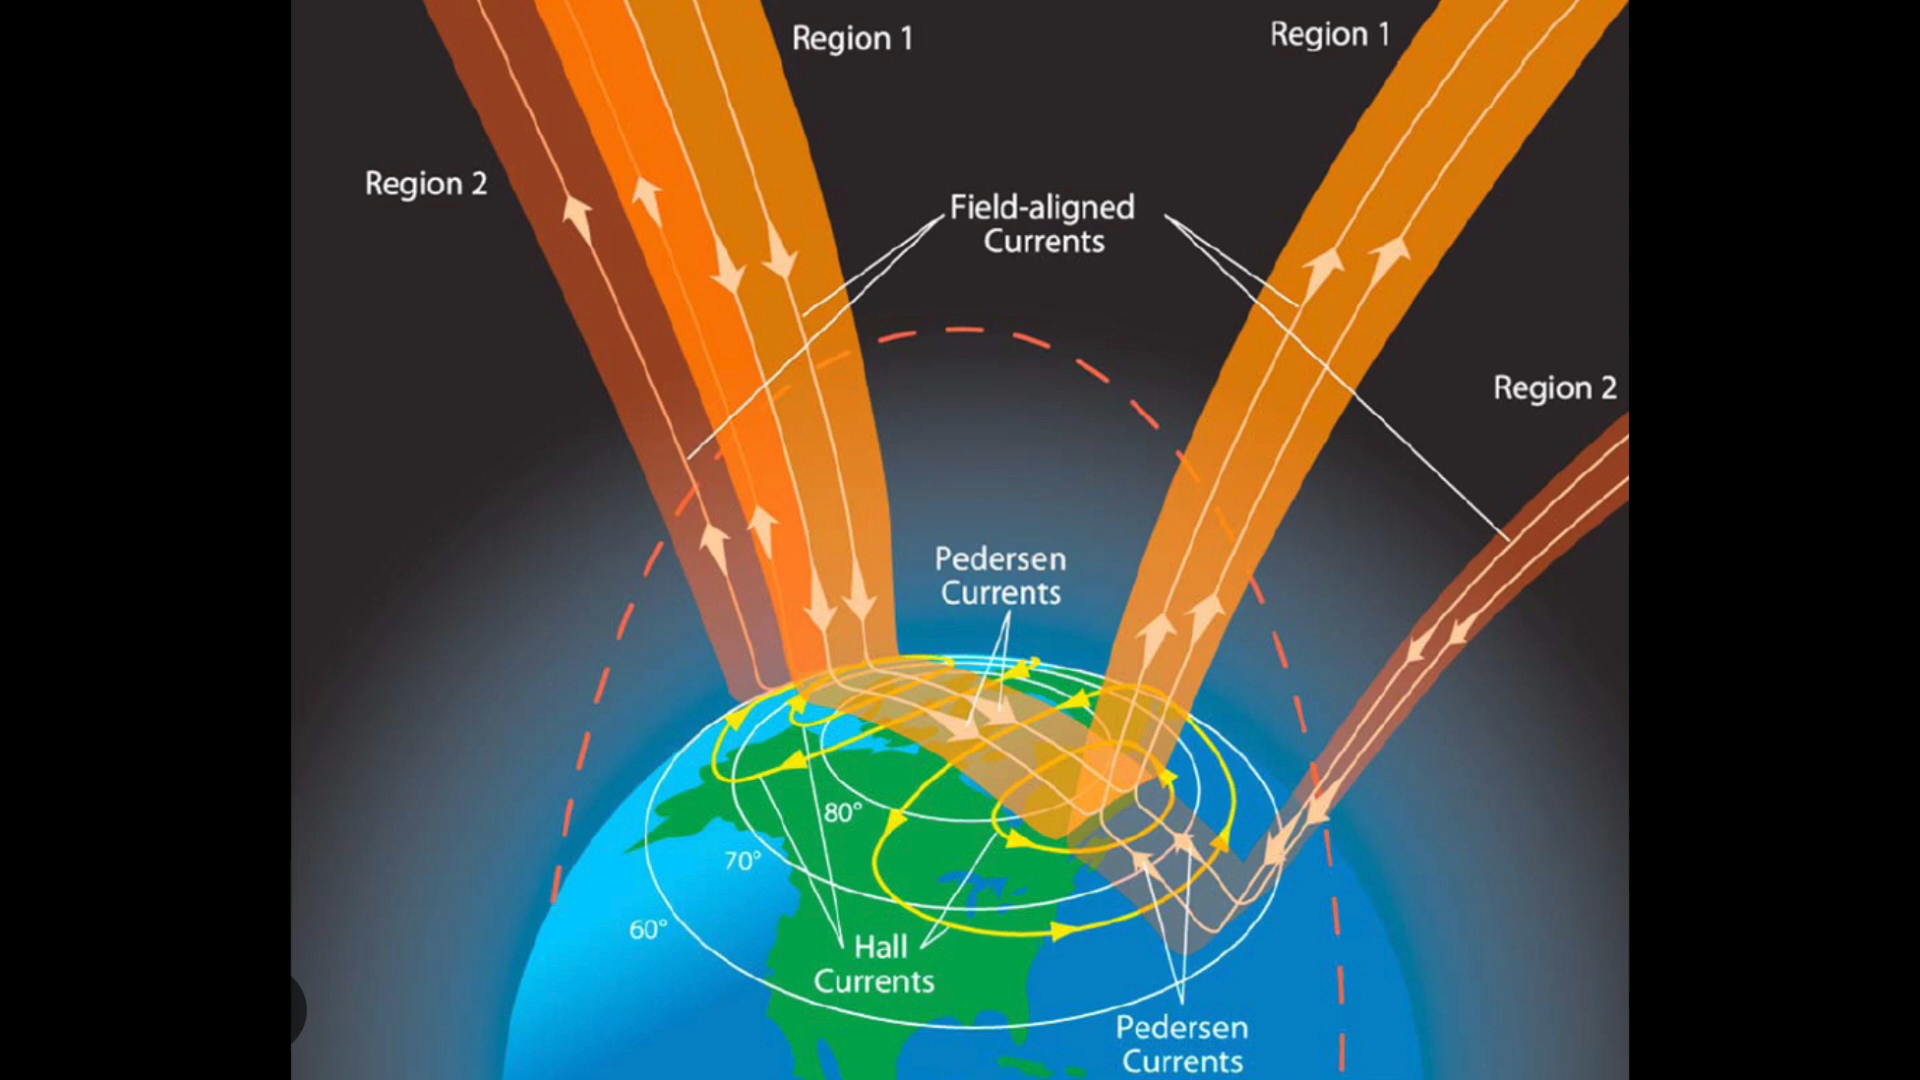 Region 1
Region 1
Region 2
Field-aligned
Currents
Region 2
Pedersen
Currents
80°
70°
60°
Hall
Currents
Pedersen
Currents